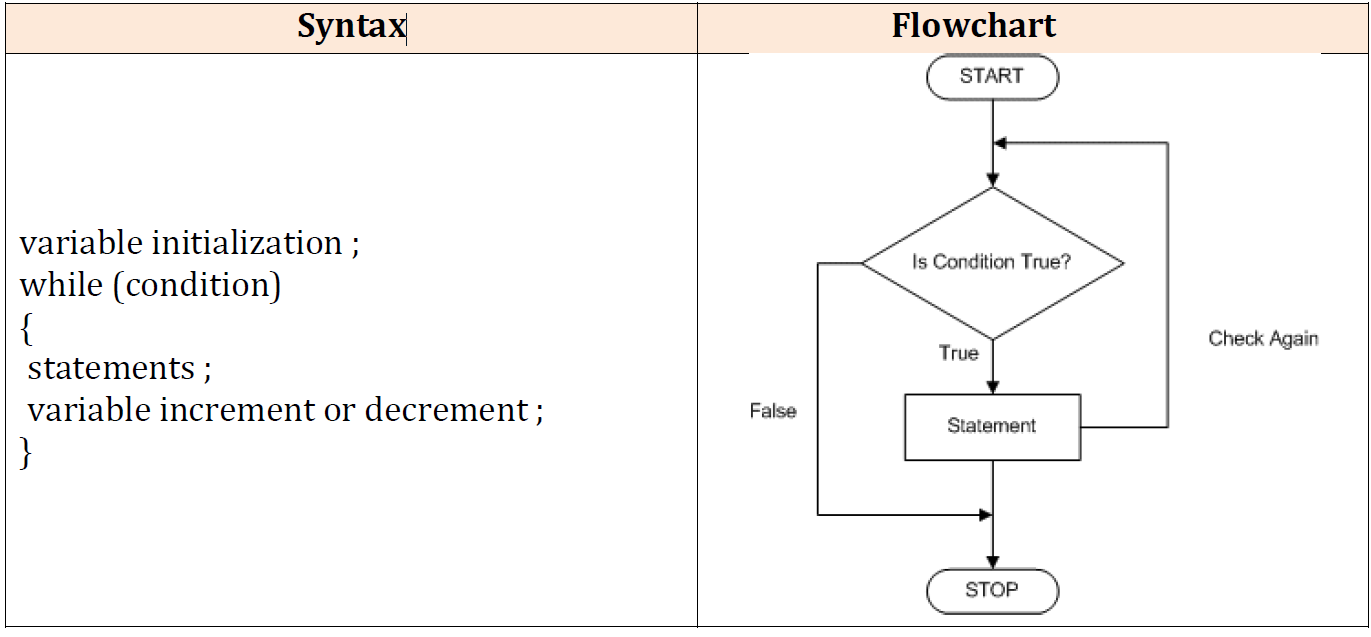 Syntax
Flowchart
variable initialization ;
while (condition)
{
statements ;
variable increment or decrement ;
}
START
Is Condition True?
True
Check Again
False
Statement
STOP